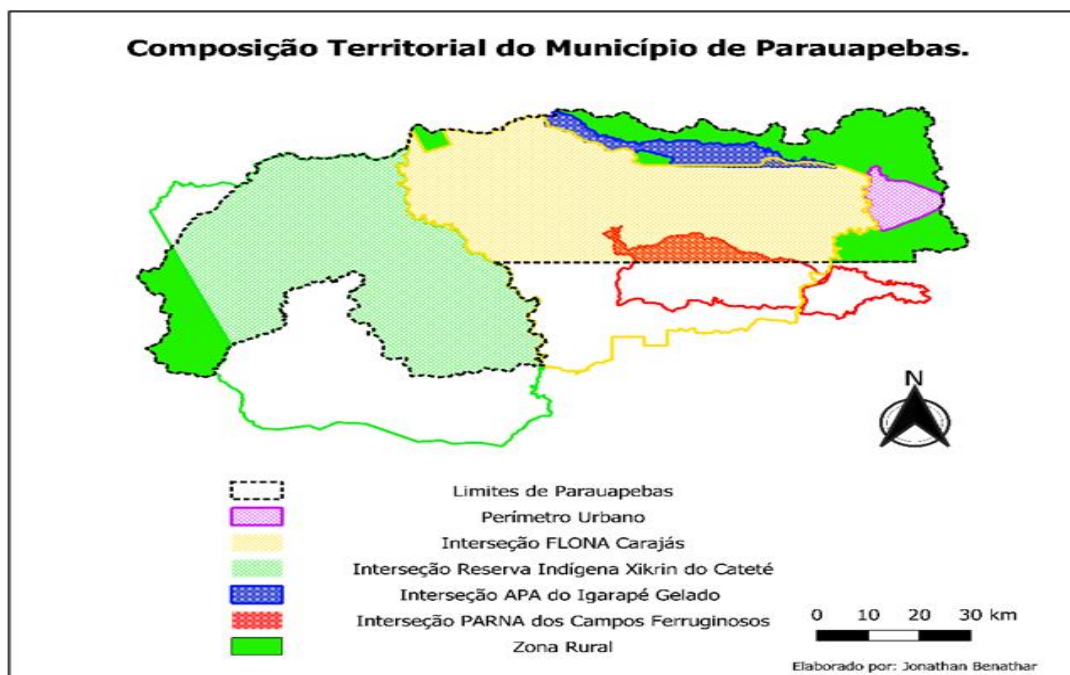 Composição Territorial do Município de Parauapebas.
N
Limites de Parauapebas
Perímetro Urbano
Interseção FLONA Carajás
Interseção Reserva Indígena Xikrin do Cateté
Interseção APA do Igarapé Gelado
Interseção PARNA dos Campos Ferruginosos
Zona Rural
0 10 20 30 km
Elaborado por: Jonathan Benathar